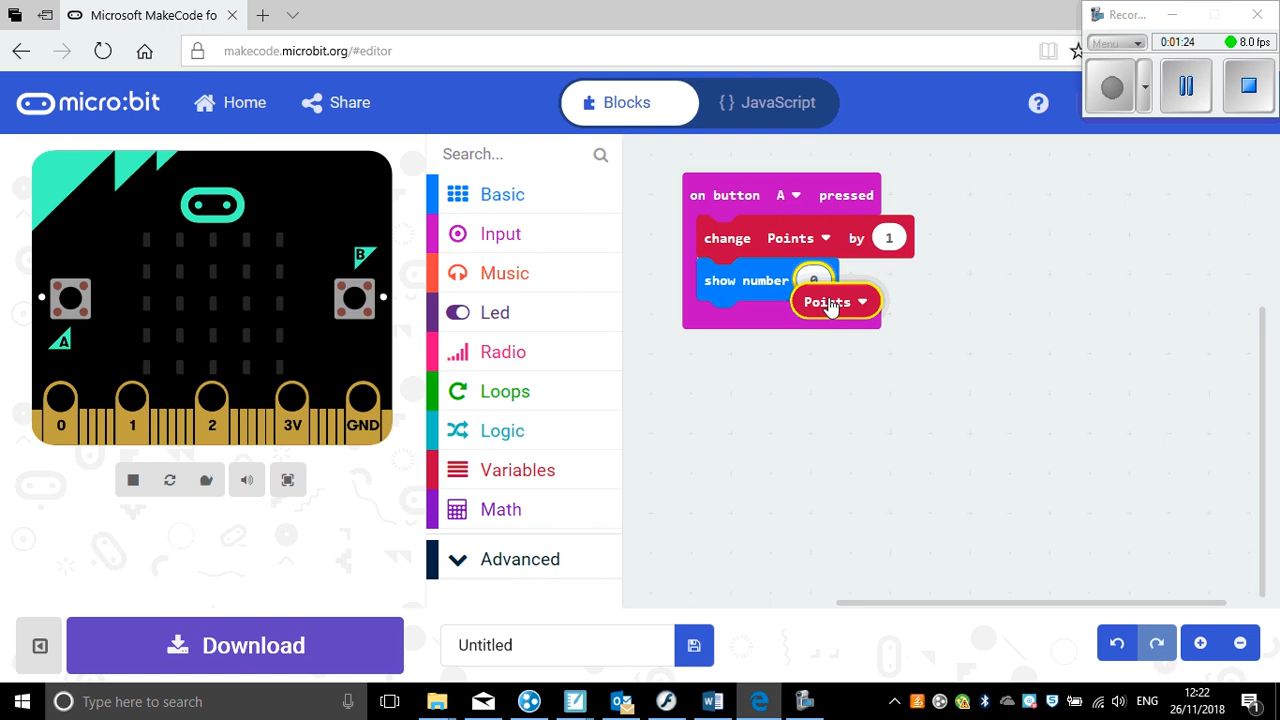 Microsoft MakeCode fo
Recor...
makecode.microbit.org/#editor
Menu
0:01:24
8.0 fps
micro:bit
Home
Share
Blocks
{} JavaScript
?
Search...
on button A pressed
Basic
change Points by 1
Input
show number 0
Points
Music
Led
Radio
Loops
Logic
Variables
Math
Advanced
B
A
0 1 2 3V GND
Download
Untitled
Type here to search
ENG
12:22
26/11/2018